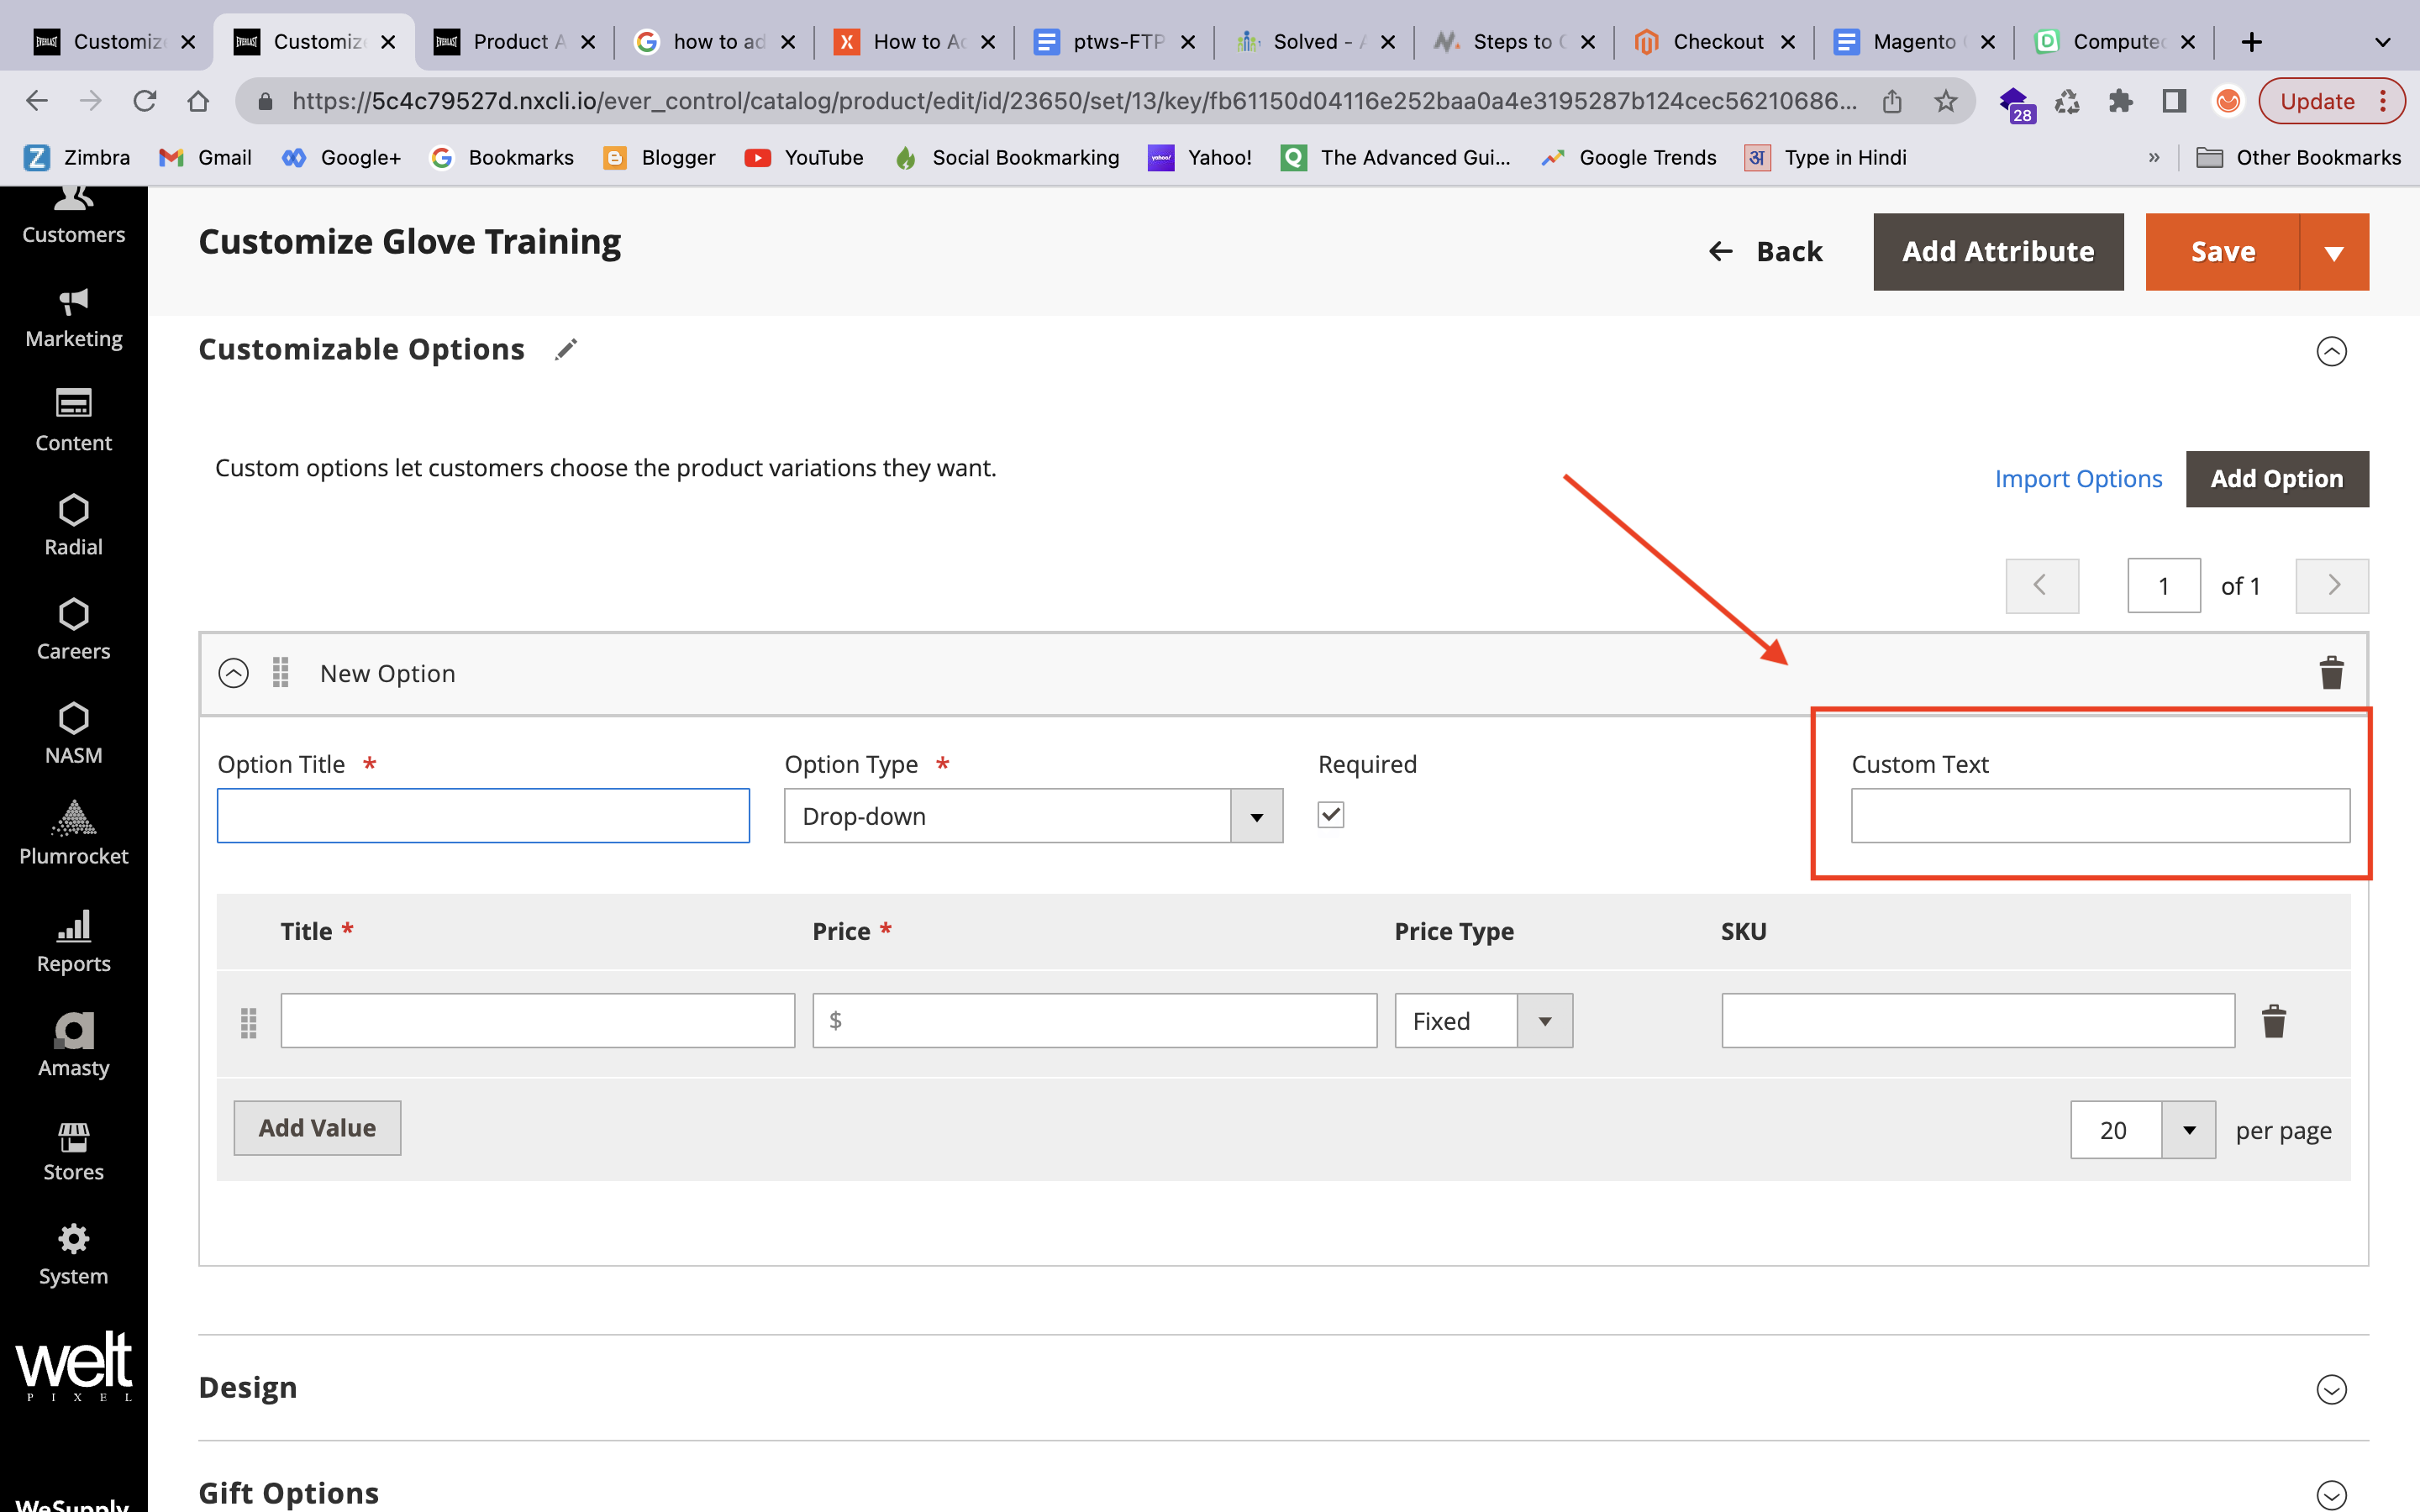 Customiz
Customiz
Product A
how to ad
How to Ac
ptws-FTP
Solved - A
Steps to C
Checkout
Magento
Computed
https://5c4c79527d.nxcli.io/ever_control/catalog/product/edit/id/23650/set/13/key/fb61150d04116e252baa0a4e3195287b124cec56210686...
28
Update
Zimbra
Gmail
Google+
Bookmarks
Blogger
YouTube
Social Bookmarking
Yahoo!
The Advanced Gui...
Google Trends
अ
Type in Hindi
»
Other Bookmarks
Customers
Marketing
Content
Radial
Careers
NASM
Plumrocket
Reports
Amasty
Stores
System
welt
PIXEL
WeSupply
Customize Glove Training
Back
Add Attribute
Save
Customizable Options
Custom options let customers choose the product variations they want.
Import Options
Add Option
1 of 1
New Option
Option Title *
Option Type *
Required
Custom Text
Drop-down
Title *
Price *
Price Type
SKU
$
Fixed
Add Value
20 per page
Design
Gift Options